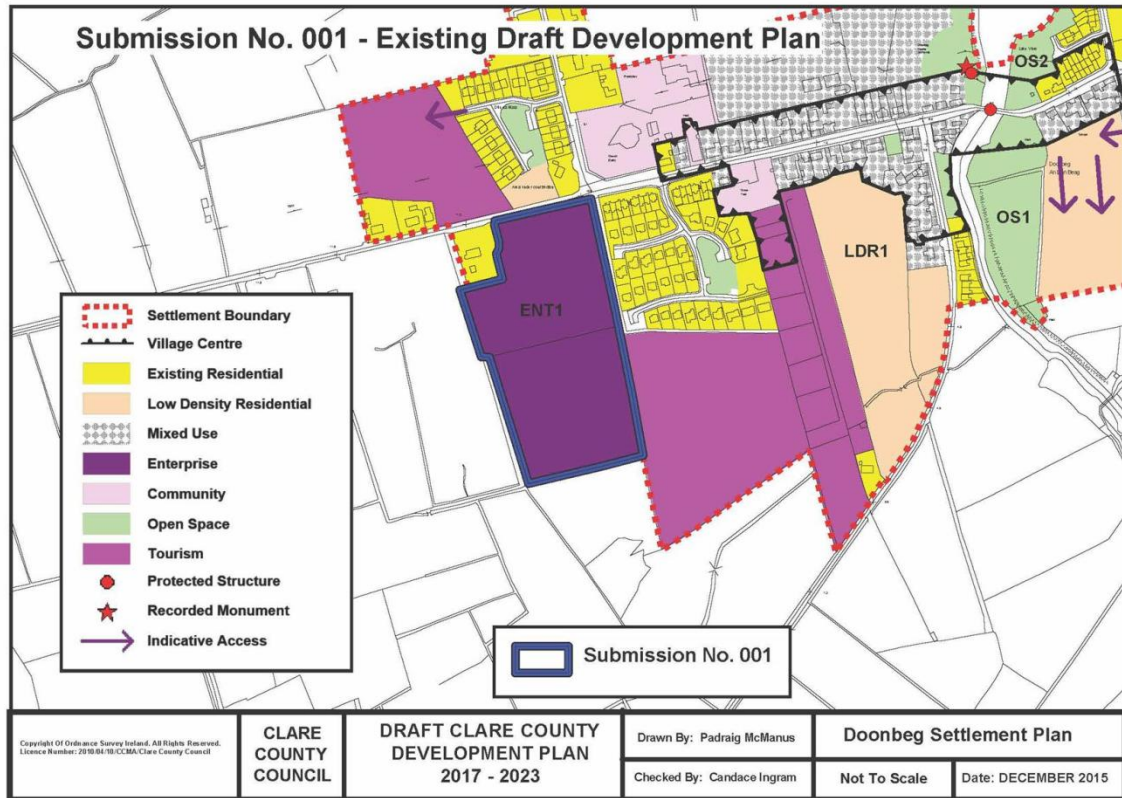 Submission No. 001 - Existing Draft Development Plan
OS2
OS1
LDR1
ENT1
Settlement Boundary
Village Centre
Existing Residential
Low Density Residential
Mixed Use
Enterprise
Community
Open Space
Tourism
Protected Structure
Recorded Monument
Indicative Access
Submission No. 001
Copyright Of Ordnance Survey Ireland. All Rights Reserved.
Licence Number: 2010/04/10/CCMA/Clare County Council
CLARE
COUNTY
COUNCIL
DRAFT CLARE COUNTY
DEVELOPMENT PLAN
2017 - 2023
Drawn By: Padraig McManus
Checked By: Candace Ingram
Doonbeg Settlement Plan
Not To Scale
Date: DECEMBER 2015